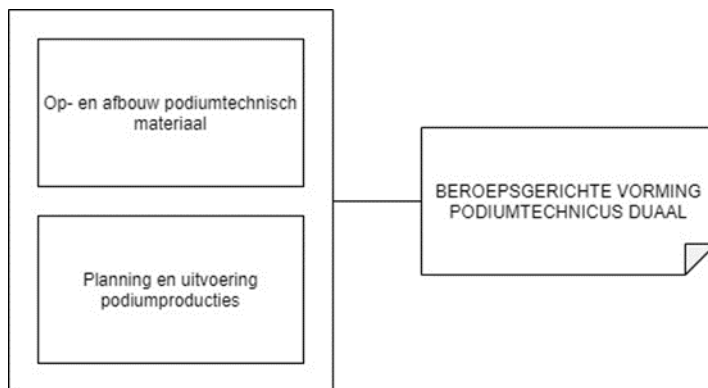 Op- en afbouw podiumtechnisch
materiaal
Planning en uitvoering
podiumproducties
BEROEPSGERICHTE VORMING
PODIUMTECHNICUS DUAAL